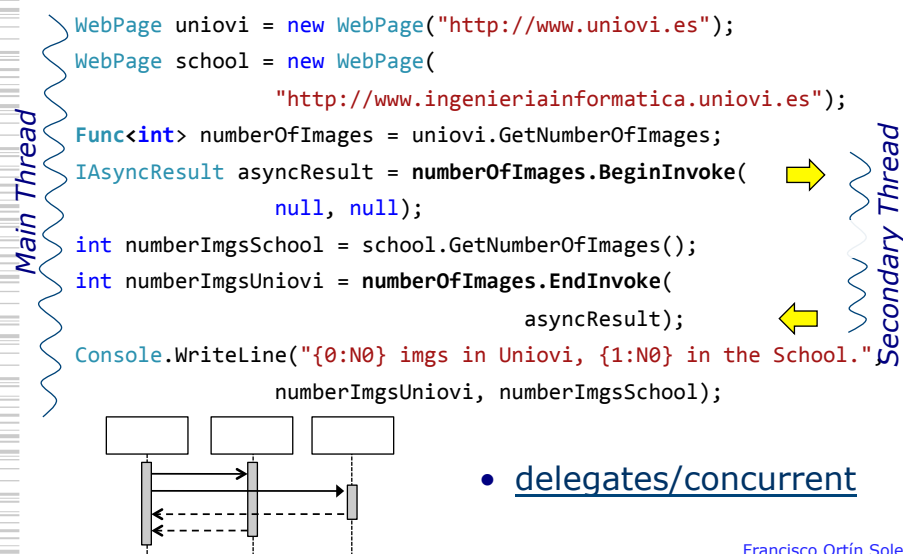 WebPage uniovi = new WebPage("http://www.uniovi.es");
WebPage school = new WebPage(
"http://www.ingenieriainformatica.uniovi.es");
Func<int> numberOfImages = uniovi.GetNumberOfImages;
IAsyncResult asyncResult = numberOfImages.BeginInvoke(
null, null);
int numberImgsSchool = school.GetNumberOfImages();
int numberImgsUniovi = numberOfImages.EndInvoke(
asyncResult);
Console.WriteLine("{0:N0} imgs in Uniovi, {1:N0} in the School.",
numberImgsUniovi, numberImgsSchool);
Main Thread
Secondary Thread
• delegates/concurrent
Francisco Ortín Sole